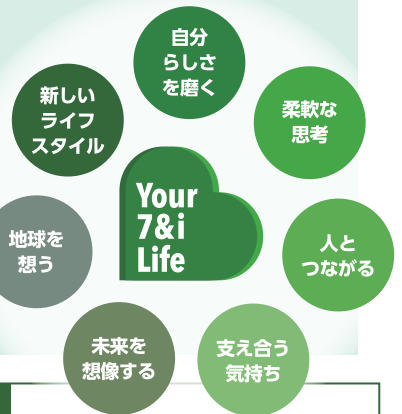 自分
らしさ
を磨く
新しい
ライフ
スタイル
柔軟な
思考
Your
7&i
Life
地球を
想う
人と
つながる
未来を
想像する
支え合う
気持ち